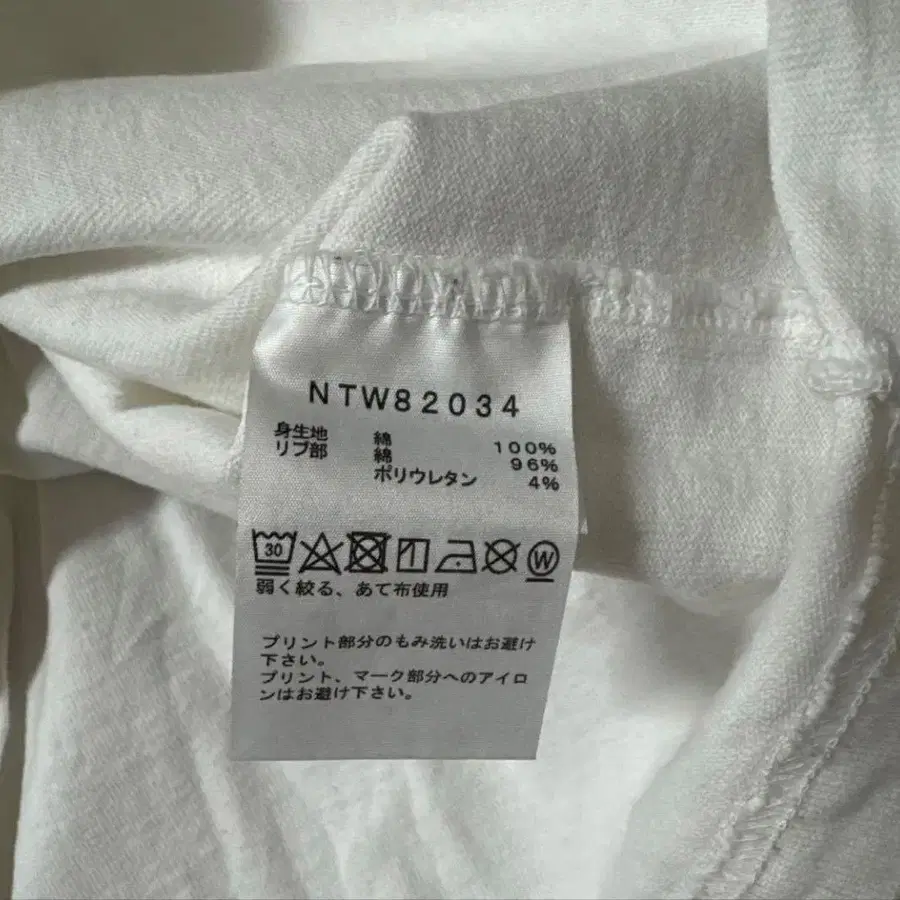 NTW82034
身生地 綿 100%
リブ部 綿 96%
ポリウレタン 4%
30 W
弱く絞る、あて布使用
プリント部分のもみ洗いはお避け
下さい。
プリント、マーク部分へのアイロ
ンはお避け下さい。